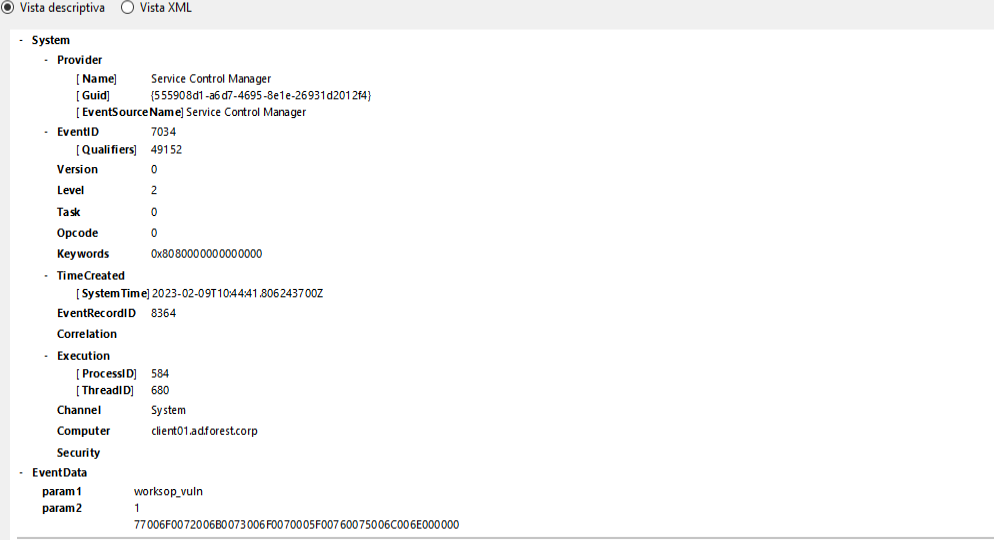 Vista descriptiva Vista XML
- System
- Provider
[ Name] Service Control Manager
[ Guid] {555908d1-a6d7-4695-8e1e-26931d2012f4}
[ EventSourceName] Service Control Manager
- EventID 7034
[ Qualifiers] 49152
Version 0
Level 2
Task 0
Opcode 0
Keywords 0x8080000000000000
- TimeCreated
[ SystemTime] 2023-02-09T10:44:41.806243700Z
EventRecordID 8364
Correlation
- Execution
[ ProcessID] 584
[ ThreadID] 680
Channel System
Computer client01.ad.forest.corp
Security
- EventData
param1 worksop_vuln
param2 1
77006F0072006B0073006F0070005F00760075006C006E000000